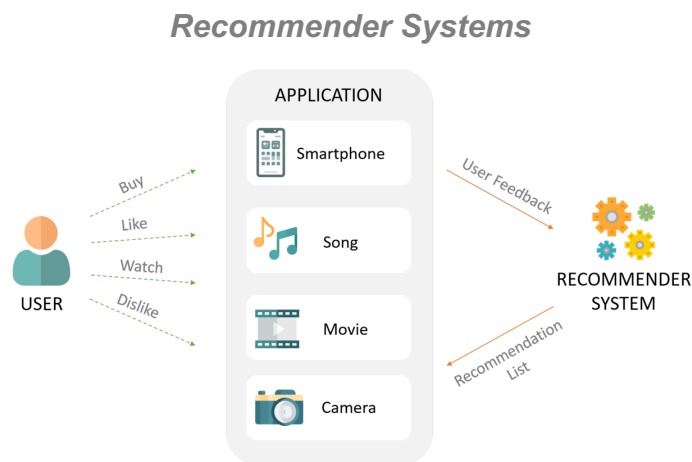 Recommender Systems
APPLICATION
Smartphone
Song
Movie
Camera
Buy
Like
Watch
Dislike
USER
User Feedback
RECOMMENDER
SYSTEM
Recommendation
List